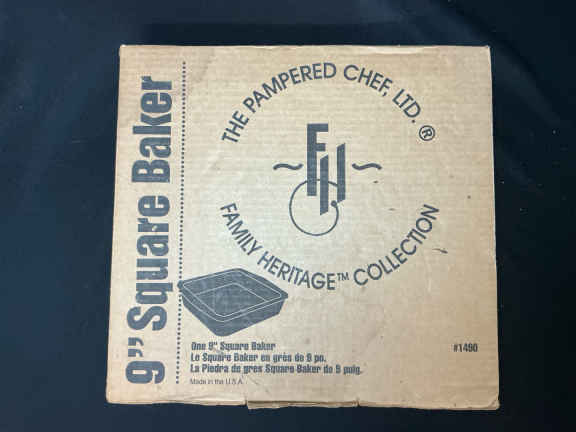 9" Square Baker
THE PAMPERED CHEF, LTD.®
FH
FAMILY HERITAGE™ COLLECTION
One 9" Square Baker
Le Square Baker en grès de 9 po.
La Piedra de gres Square Baker de 9 pulg.
Made in the U.S.A.
#1490